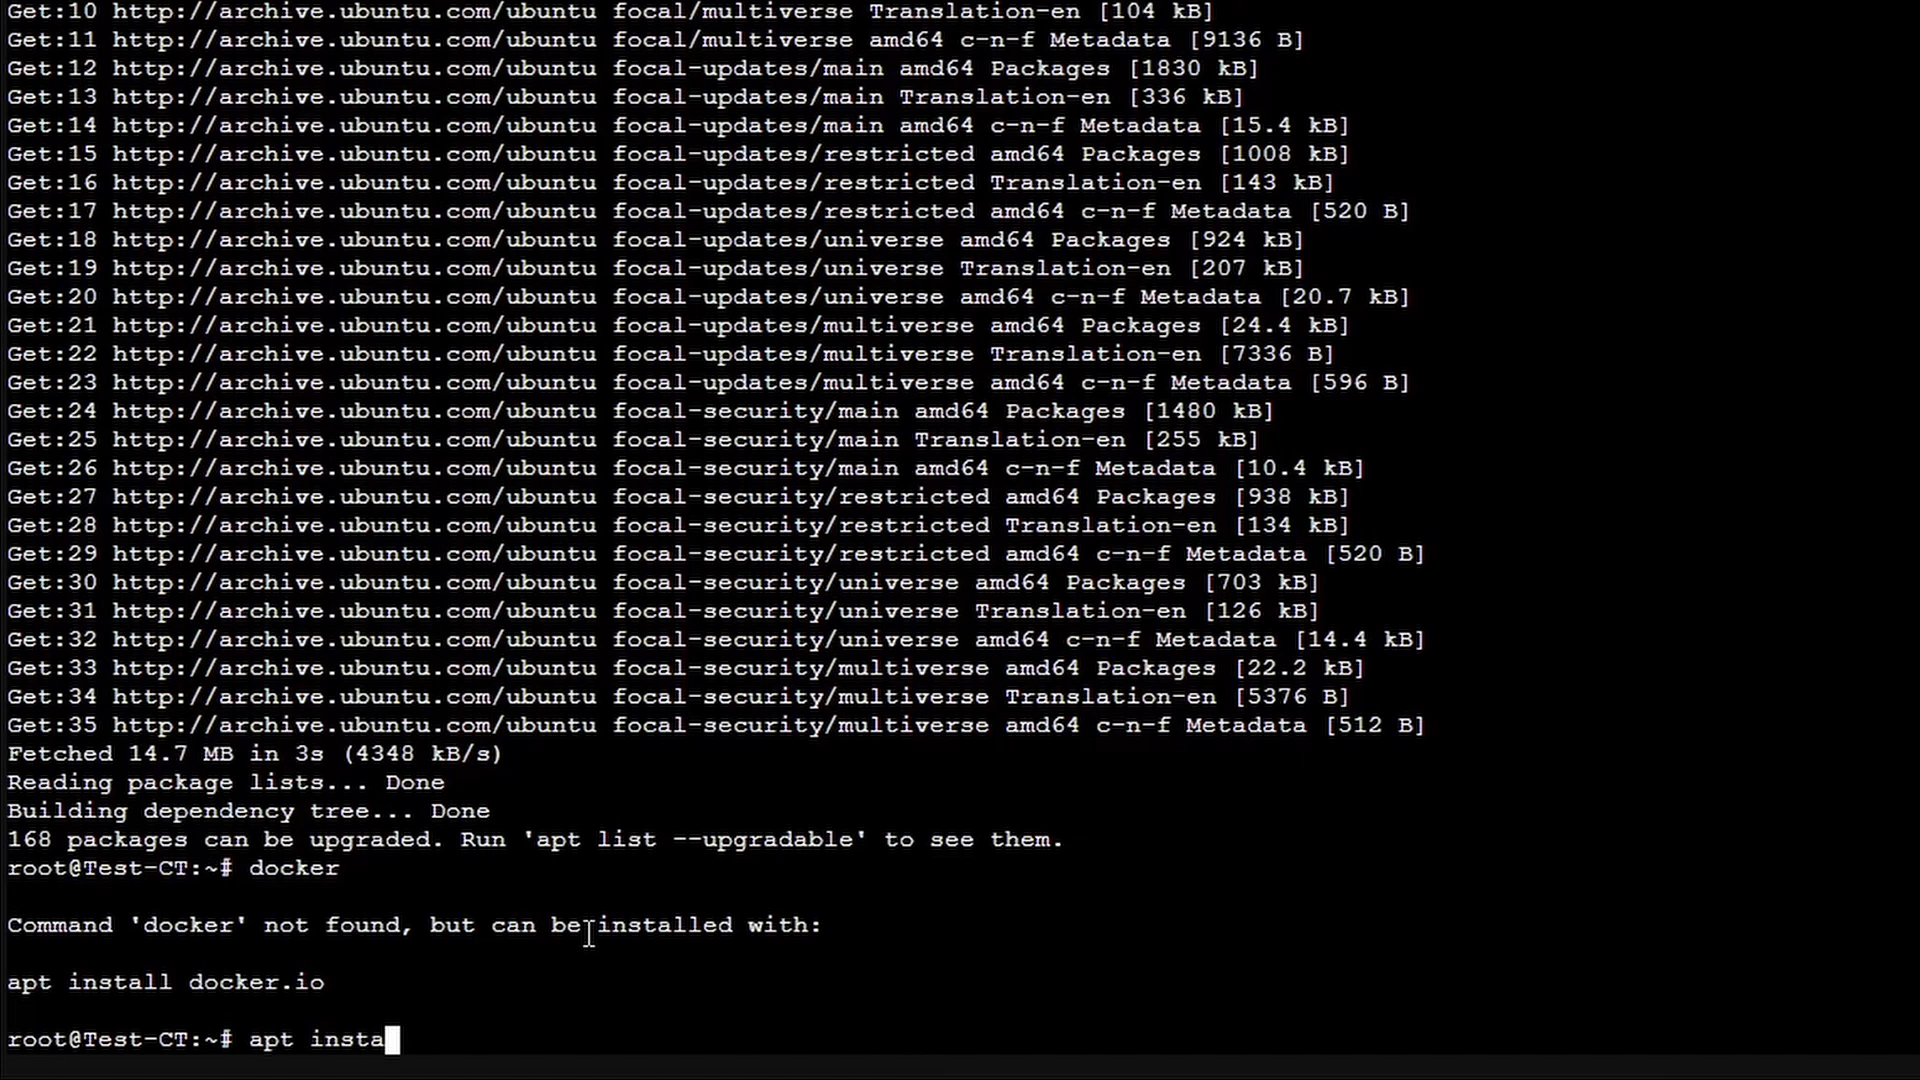 Get:10 http://archive.ubuntu.com/ubuntu focal/multiverse Translation-en [104 kB]
Get:11 http://archive.ubuntu.com/ubuntu focal/multiverse amd64 c-n-f Metadata [9136 B]
Get:12 http://archive.ubuntu.com/ubuntu focal-updates/main amd64 Packages [1830 kB]
Get:13 http://archive.ubuntu.com/ubuntu focal-updates/main Translation-en [336 kB]
Get:14 http://archive.ubuntu.com/ubuntu focal-updates/main amd64 c-n-f Metadata [15.4 kB]
Get:15 http://archive.ubuntu.com/ubuntu focal-updates/restricted amd64 Packages [1008 kB]
Get:16 http://archive.ubuntu.com/ubuntu focal-updates/restricted Translation-en [143 kB]
Get:17 http://archive.ubuntu.com/ubuntu focal-updates/restricted amd64 c-n-f Metadata [520 B]
Get:18 http://archive.ubuntu.com/ubuntu focal-updates/universe amd64 Packages [924 kB]
Get:19 http://archive.ubuntu.com/ubuntu focal-updates/universe Translation-en [207 kB]
Get:20 http://archive.ubuntu.com/ubuntu focal-updates/universe amd64 c-n-f Metadata [20.7 kB]
Get:21 http://archive.ubuntu.com/ubuntu focal-updates/multiverse amd64 Packages [24.4 kB]
Get:22 http://archive.ubuntu.com/ubuntu focal-updates/multiverse Translation-en [7336 B]
Get:23 http://archive.ubuntu.com/ubuntu focal-updates/multiverse amd64 c-n-f Metadata [596 B]
Get:24 http://archive.ubuntu.com/ubuntu focal-security/main amd64 Packages [1480 kB]
Get:25 http://archive.ubuntu.com/ubuntu focal-security/main Translation-en [255 kB]
Get:26 http://archive.ubuntu.com/ubuntu focal-security/main amd64 c-n-f Metadata [10.4 kB]
Get:27 http://archive.ubuntu.com/ubuntu focal-security/restricted amd64 Packages [938 kB]
Get:28 http://archive.ubuntu.com/ubuntu focal-security/restricted Translation-en [134 kB]
Get:29 http://archive.ubuntu.com/ubuntu focal-security/restricted amd64 c-n-f Metadata [520 B]
Get:30 http://archive.ubuntu.com/ubuntu focal-security/universe amd64 Packages [703 kB]
Get:31 http://archive.ubuntu.com/ubuntu focal-security/universe Translation-en [126 kB]
Get:32 http://archive.ubuntu.com/ubuntu focal-security/universe amd64 c-n-f Metadata [14.4 kB]
Get:33 http://archive.ubuntu.com/ubuntu focal-security/multiverse amd64 Packages [22.2 kB]
Get:34 http://archive.ubuntu.com/ubuntu focal-security/multiverse Translation-en [5376 B]
Get:35 http://archive.ubuntu.com/ubuntu focal-security/multiverse amd64 c-n-f Metadata [512 B]
Fetched 14.7 MB in 3s (4348 kB/s)
Reading package lists... Done
Building dependency tree... Done
168 packages can be upgraded. Run 'apt list --upgradable' to see them.
root@Test-CT:~# docker
Command 'docker' not found, but can be installed with:
apt install docker.io
root@Test-CT:~# apt insta